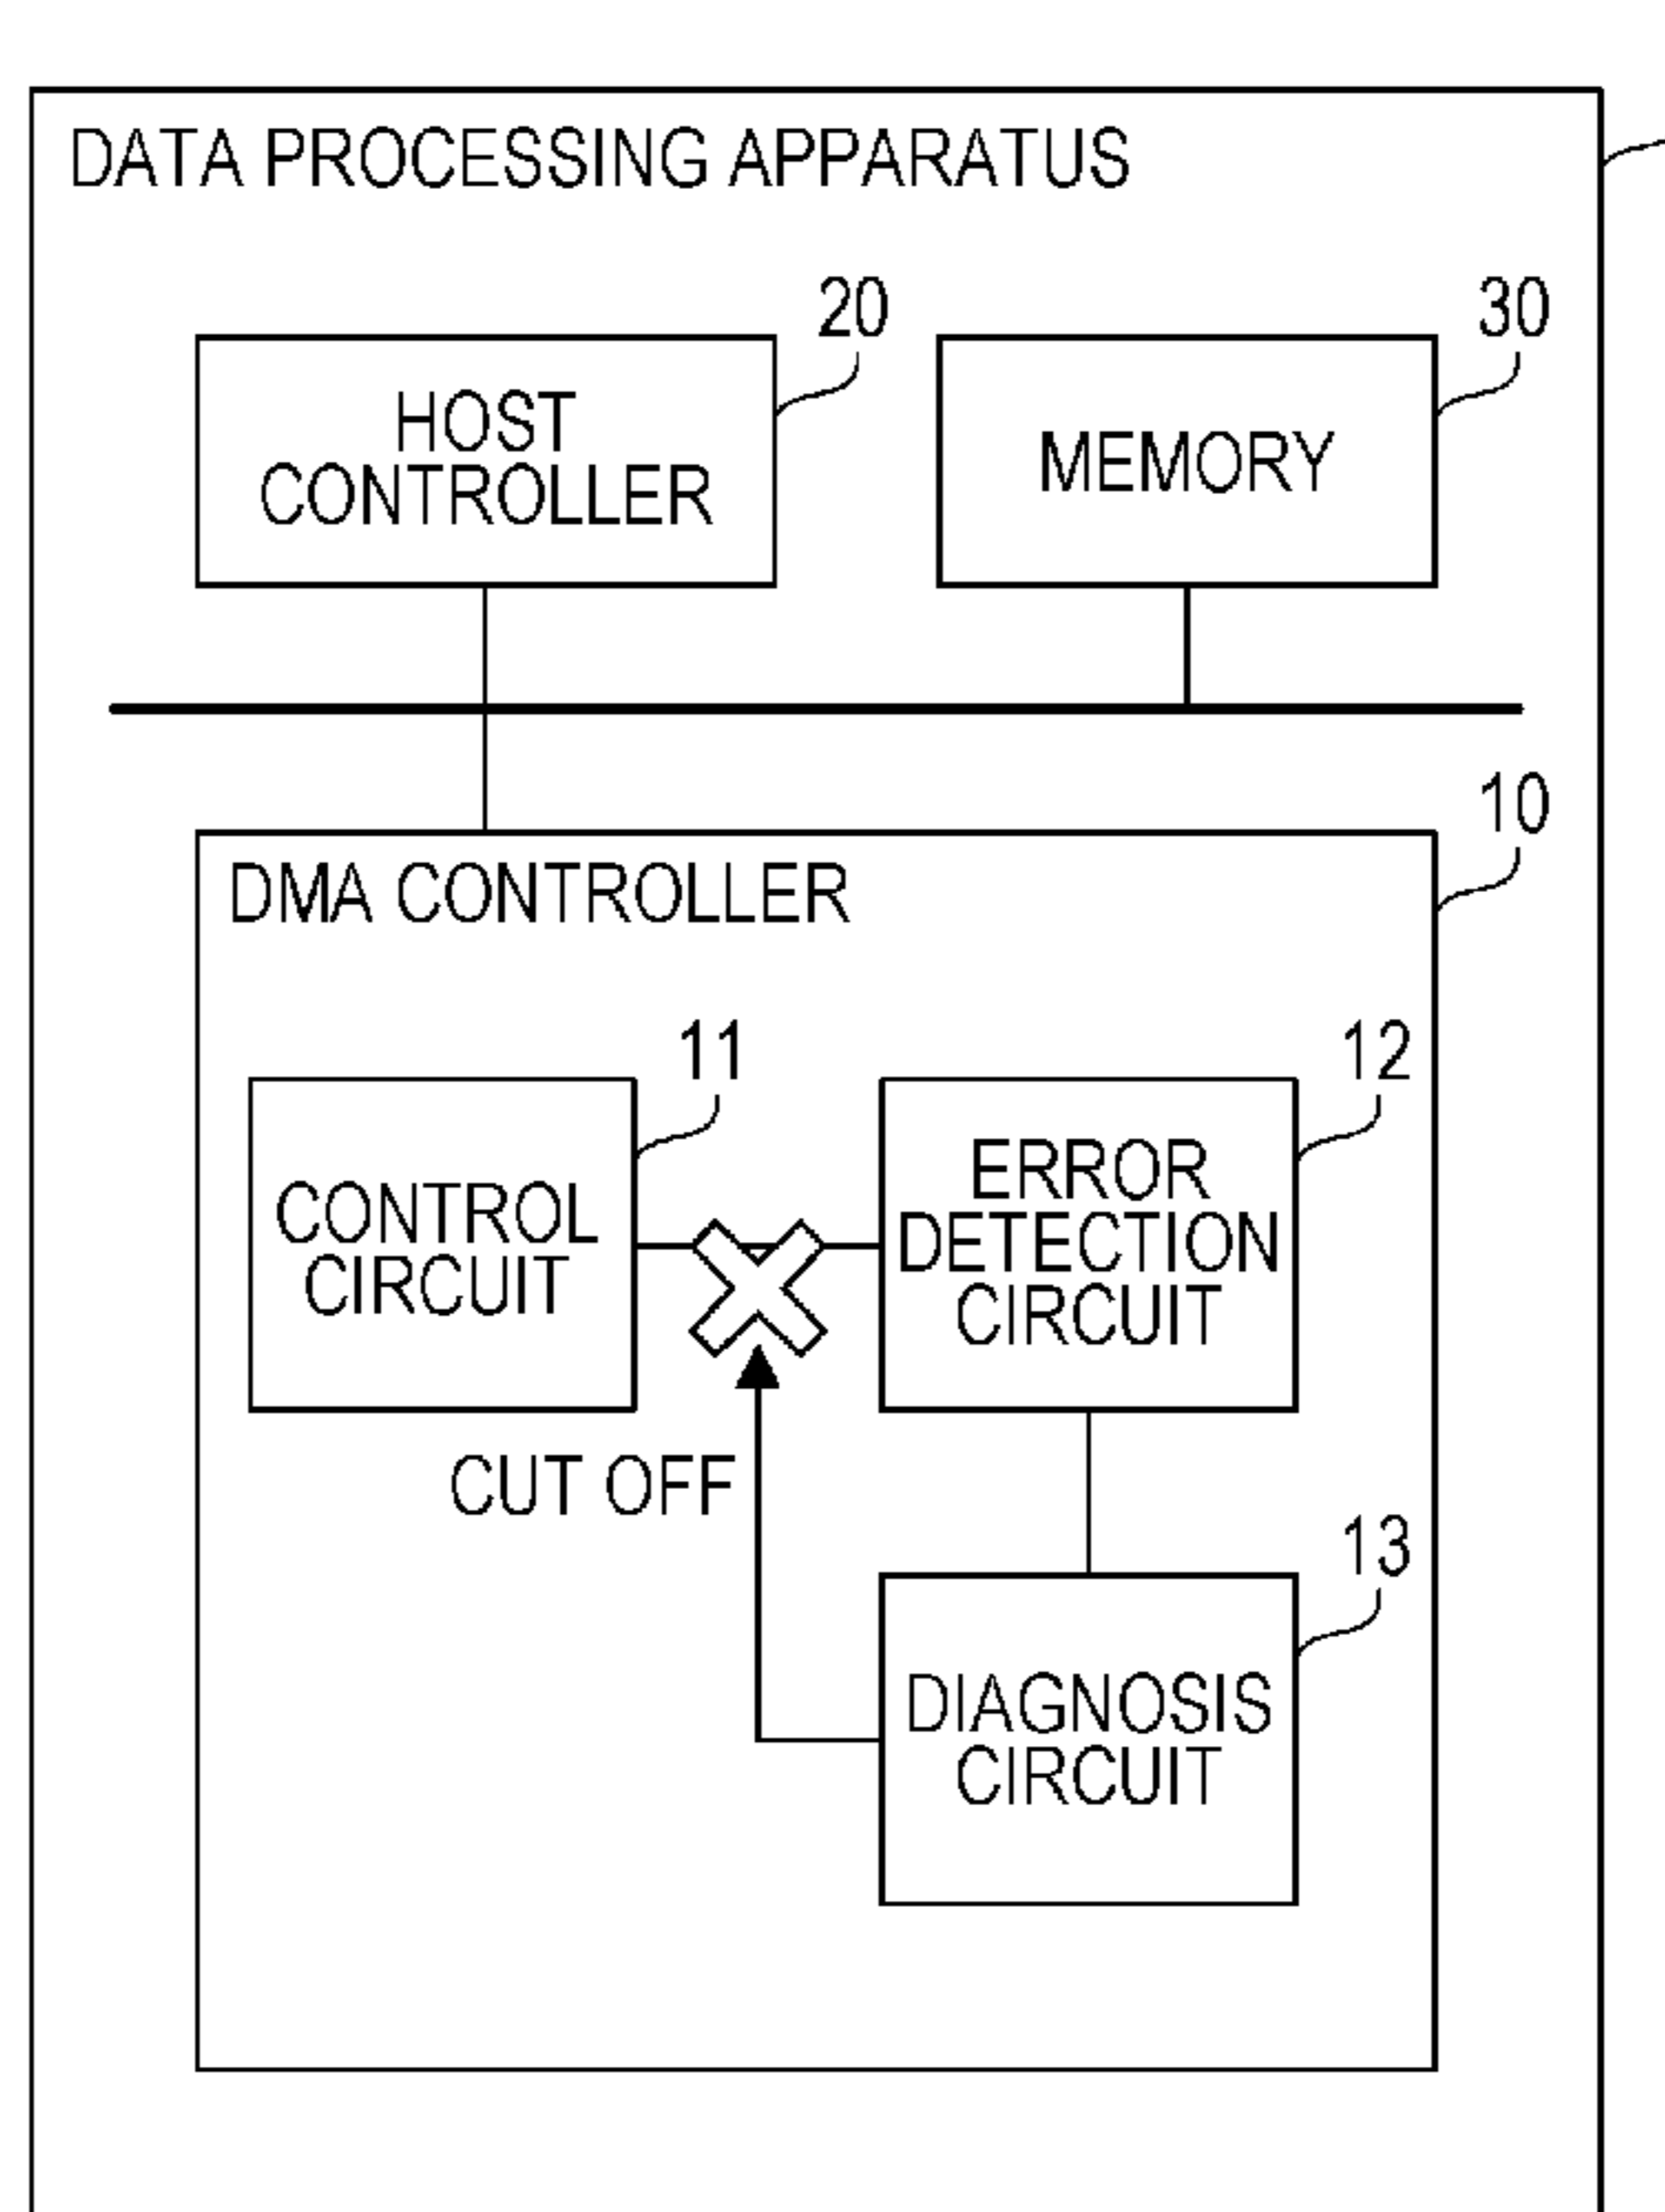 DATA PROCESSING APPARATUS
20
30
HOST
CONTROLLER
MEMORY
10
DMA CONTROLLER
11
12
CONTROL
CIRCUIT
ERROR
DETECTION
CIRCUIT
CUT OFF
13
DIAGNOSIS
CIRCUIT